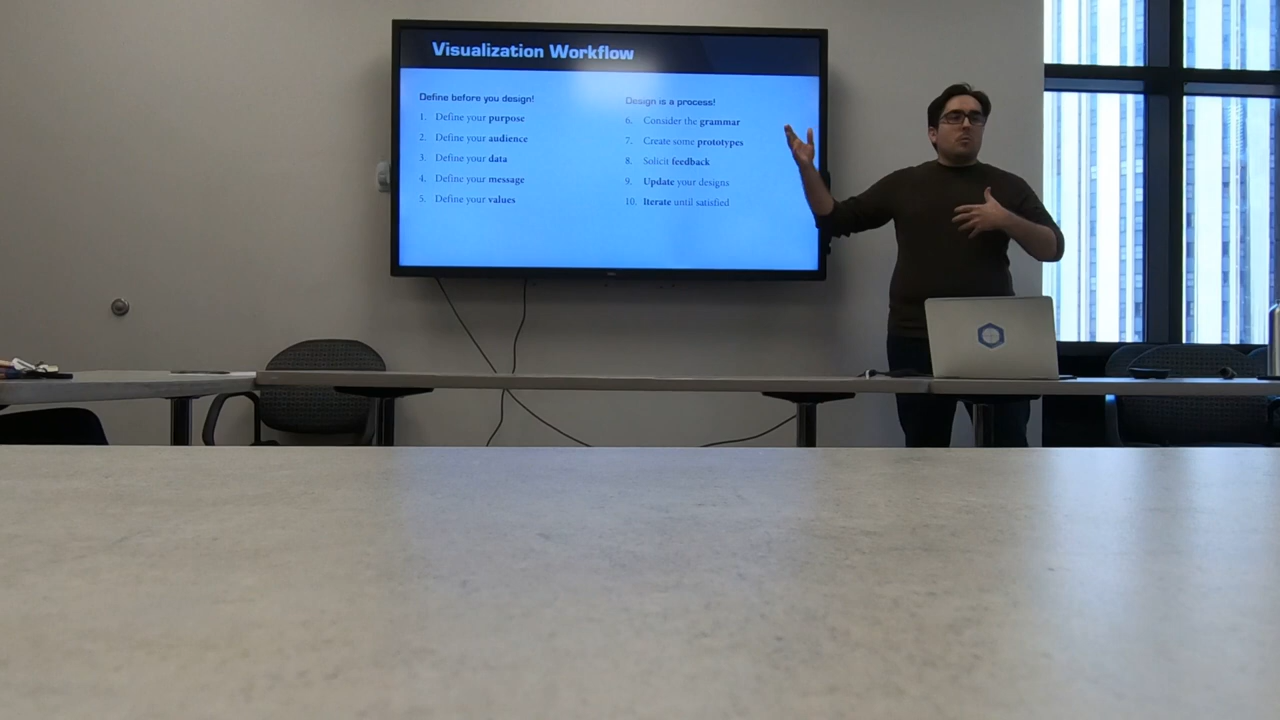 Visualization Workflow
Define before you design!
1. Define your purpose
2. Define your audience
3. Define your data
4. Define your message
5. Define your values
Design is a process!
6. Consider the grammar
7. Create some prototypes
8. Solicit feedback
9. Update your designs
10. Iterate until satisfied